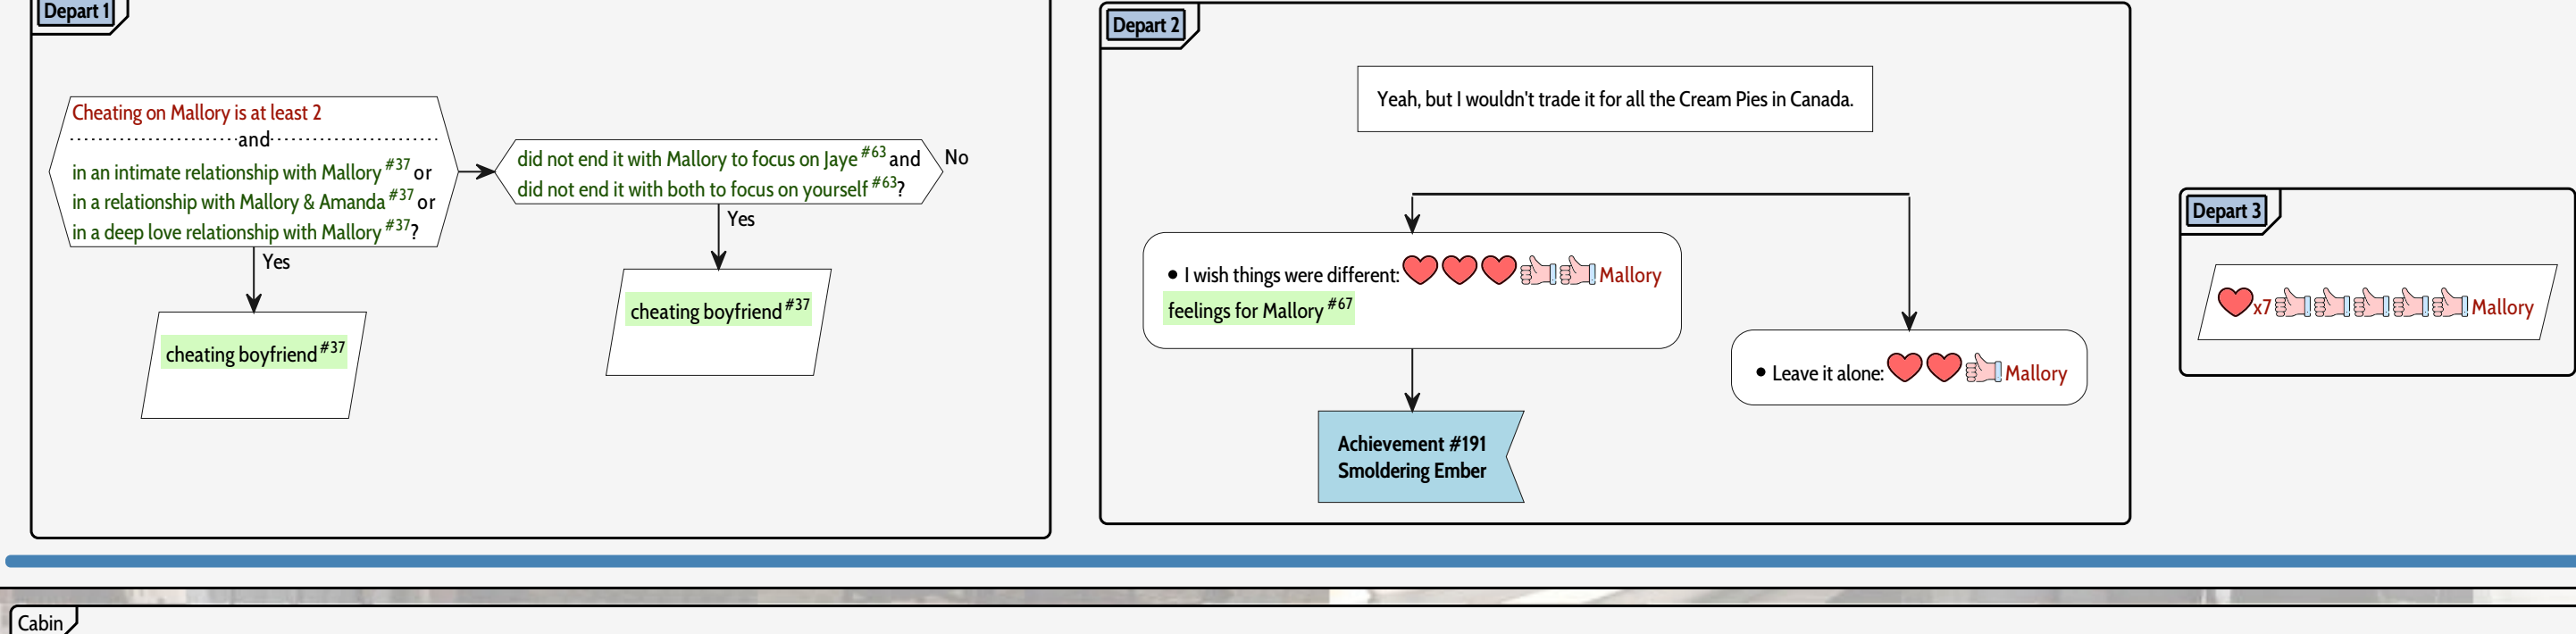 Depart 1
Cheating on Mallory is at least 2
and
in an intimate relationship with Mallory #37 or
in a relationship with Mallory & Amanda #37 or
in a deep love relationship with Mallory #37?
Yes
cheating boyfriend #37
did not end it with Mallory to focus on Jaye #63 and
did not end it with both to focus on yourself #63?
No
Yes
cheating boyfriend #37
Depart 2
Yeah, but I wouldn't trade it for all the Cream Pies in Canada.
• I wish things were different: Mallory
feelings for Mallory #67
Achievement #191
Smoldering Ember
• Leave it alone: Mallory
Depart 3
x7 Mallory
Cabin